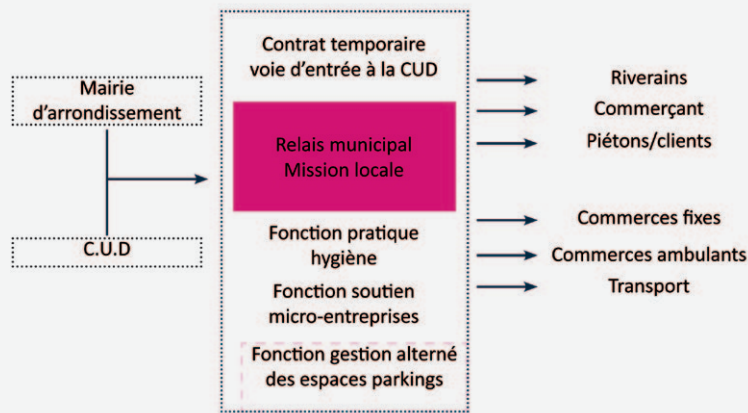 Mairie
d'arrondissement
C.U.D
Contrat temporaire
voie d'entrée à la CUD
Relais municipal
Mission locale
Fonction pratique
hygiène
Fonction soutien
micro-entreprises
Fonction gestion alterné
des espaces parkings
Riverains
Commerçant
Piétons/clients
Commerces fixes
Commerces ambulants
Transport